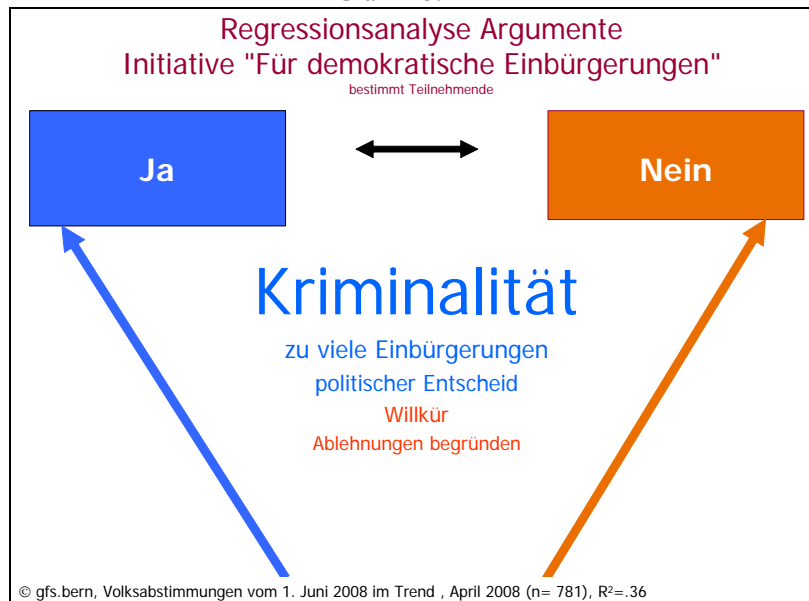 Regressionsanalyse Argumente
Initiative "Für demokratische Einbürgerungen"
bestimmt Teilnehmende
Ja
Nein
Kriminalität
zu viele Einbürgerungen
politischer Entscheid
Willkür
Ablehnungen begründen
© gfs.bern, Volksabstimmungen vom 1. Juni 2008 im Trend , April 2008 (n= 781), R²=.36